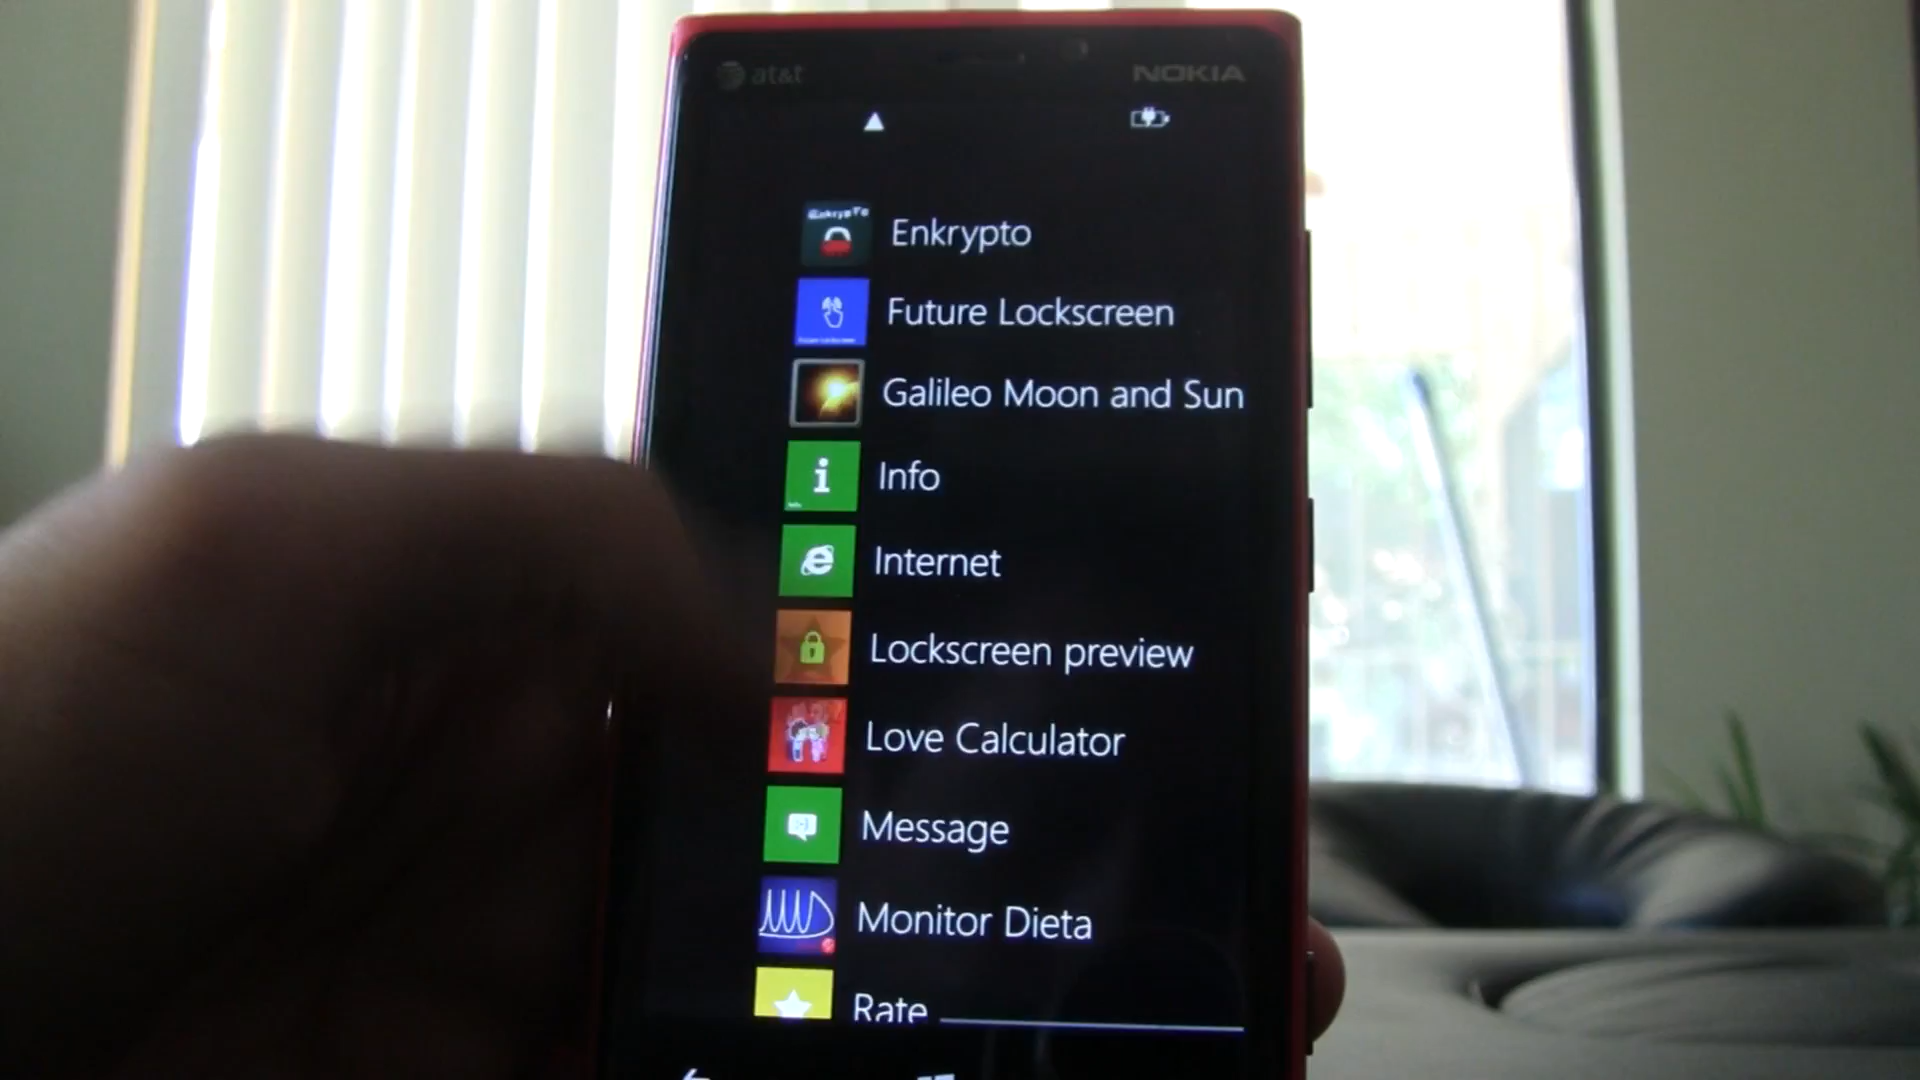 at&t
NOKIA
EnkrypTo
Enkrypto
Future Lockscreen
Galileo Moon and Sun
Info
Internet
Lockscreen preview
Love Calculator
Message
Monitor Dieta
Rate